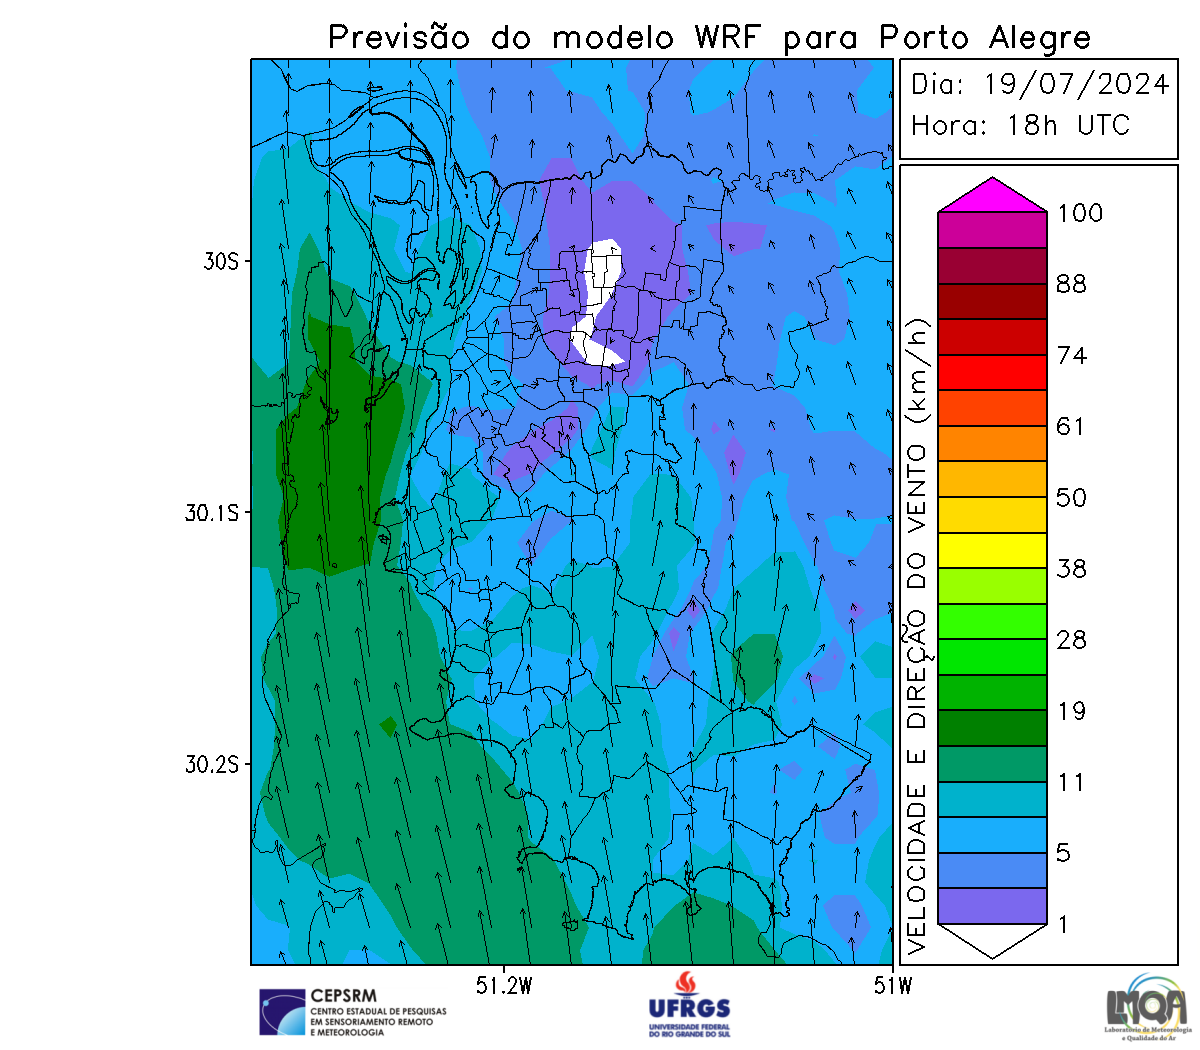 Previsão do modelo WRF para Porto Alegre
Dia: 19/07/2024
Hora: 18h UTC
30S
30.1S
30.2S
51.2W
51W
VELOCIDADE E DIREÇÃO DO VENTO (km/h)
100
88
74
61
50
38
28
19
11
5
1
CEPSRM
CENTRO ESTADUAL DE PESQUISAS
EM SENSORIAMENTO REMOTO
E METEOROLOGIA
UFRGS
UNIVERSIDADE FEDERAL
DO RIO GRANDE DO SUL
LMQA
Laboratório de Meteorologia
e Qualidade do Ar